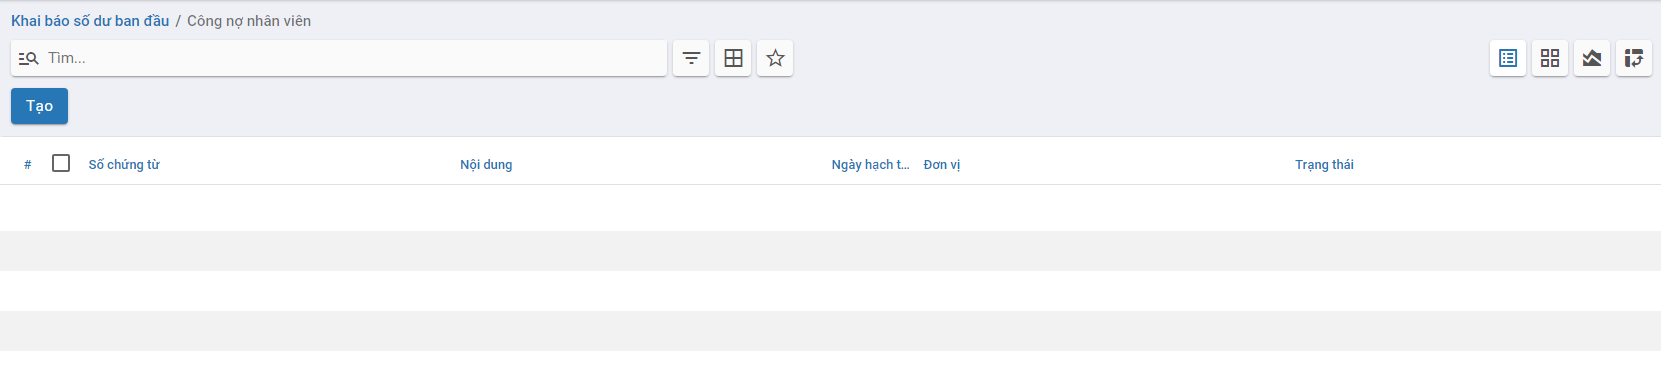 Khai báo số dư ban đầu / Công nợ nhân viên
Tìm...
Tạo
# Số chứng từ Nội dung Ngày hạch t... Đơn vị Trạng thái